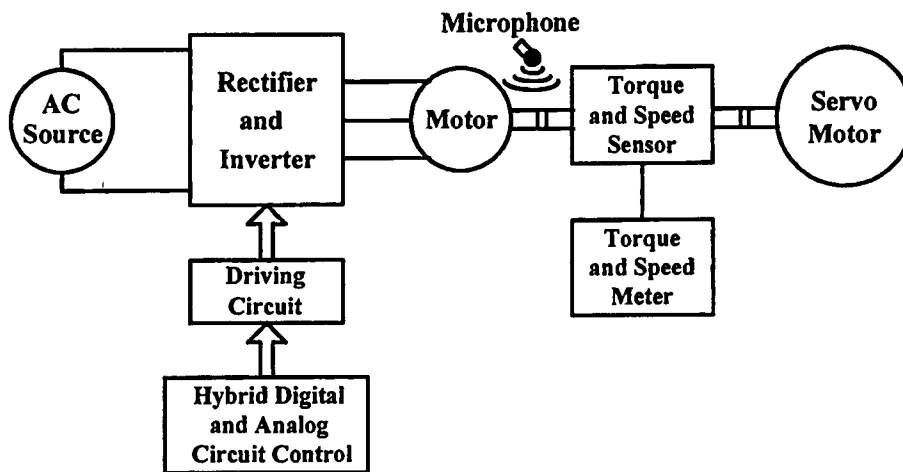 Microphone
AC
Source
Rectifier
and
Inverter
Motor
Torque
and Speed
Sensor
Servo
Motor
Driving
Circuit
Torque
and Speed
Meter
Hybrid Digital
and Analog
Circuit Control